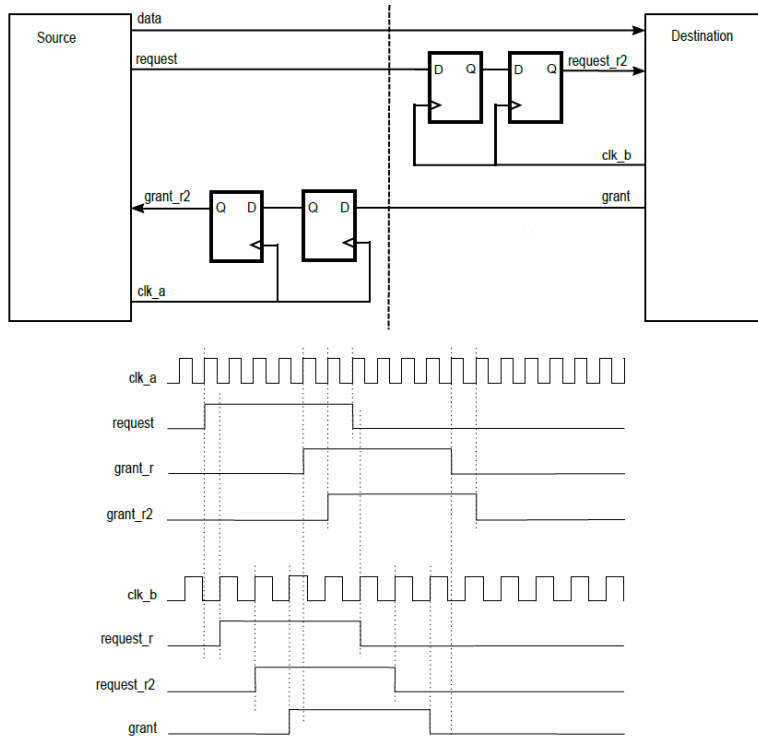 data
Source
Destination
request
D Q D Q request_r2
clk_b
grant_r2 Q D Q D grant
clk_a
clk_a
request
grant_r
grant_r2
clk_b
request_r
request_r2
grant